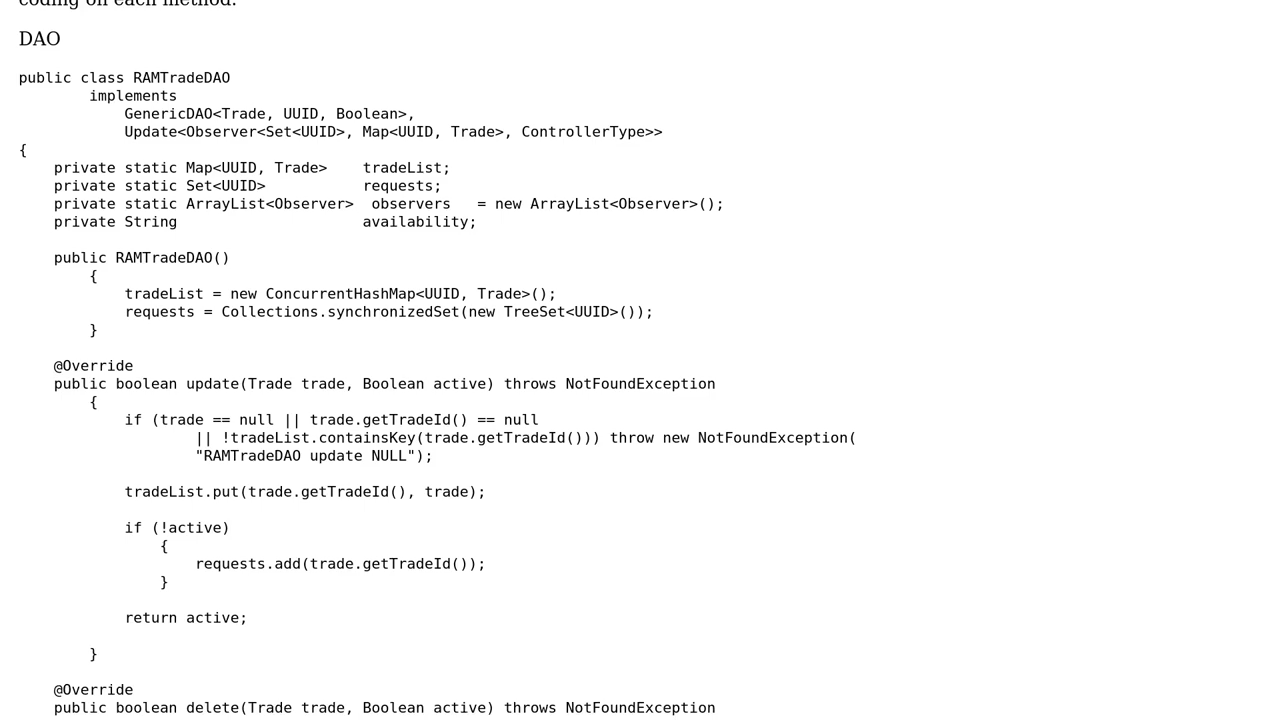 coding on each method.
DAO
public class RAMTradeDAO
        implements
            GenericDAO<Trade, UUID, Boolean>,
            Update<Observer<Set<UUID>, Map<UUID, Trade>, ControllerType>>
{
    private static Map<UUID, Trade>    tradeList;
    private static Set<UUID>           requests;
    private static ArrayList<Observer>  observers   = new ArrayList<Observer>();
    private String                     availability;

    public RAMTradeDAO()
        {
            tradeList = new ConcurrentHashMap<UUID, Trade>();
            requests = Collections.synchronizedSet(new TreeSet<UUID>());
        }

    @Override
    public boolean update(Trade trade, Boolean active) throws NotFoundException
        {
            if (trade == null || trade.getTradeId() == null
                    || !tradeList.containsKey(trade.getTradeId())) throw new NotFoundException(
                    "RAMTradeDAO update NULL");

            tradeList.put(trade.getTradeId(), trade);

            if (!active)
                {
                    requests.add(trade.getTradeId());
                }

            return active;

        }

    @Override
    public boolean delete(Trade trade, Boolean active) throws NotFoundException